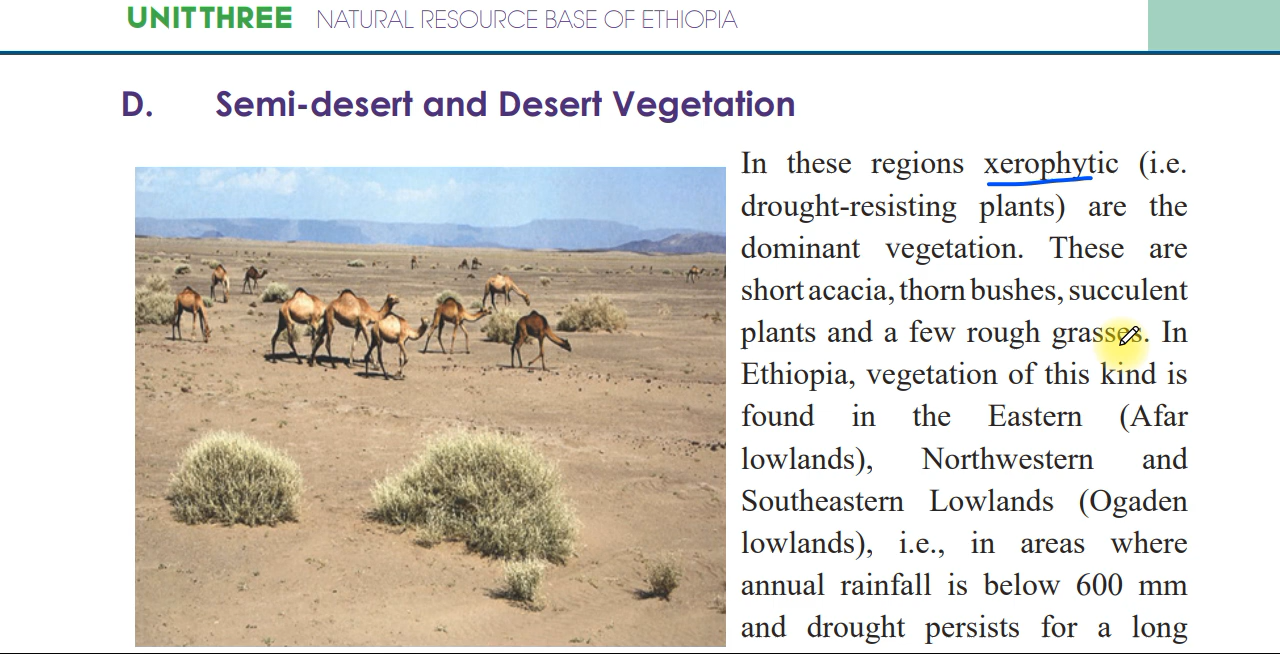 UNIT THREE NATURAL RESOURCE BASE OF ETHIOPIA
D. Semi-desert and Desert Vegetation
In these regions xerophytic (i.e.
drought-resisting plants) are the
dominant vegetation. These are
short acacia, thorn bushes, succulent
plants and a few rough grasses. In
Ethiopia, vegetation of this kind is
found in the Eastern (Afar
lowlands), Northwestern and
Southeastern Lowlands (Ogaden
lowlands), i.e., in areas where
annual rainfall is below 600 mm
and drought persists for a long